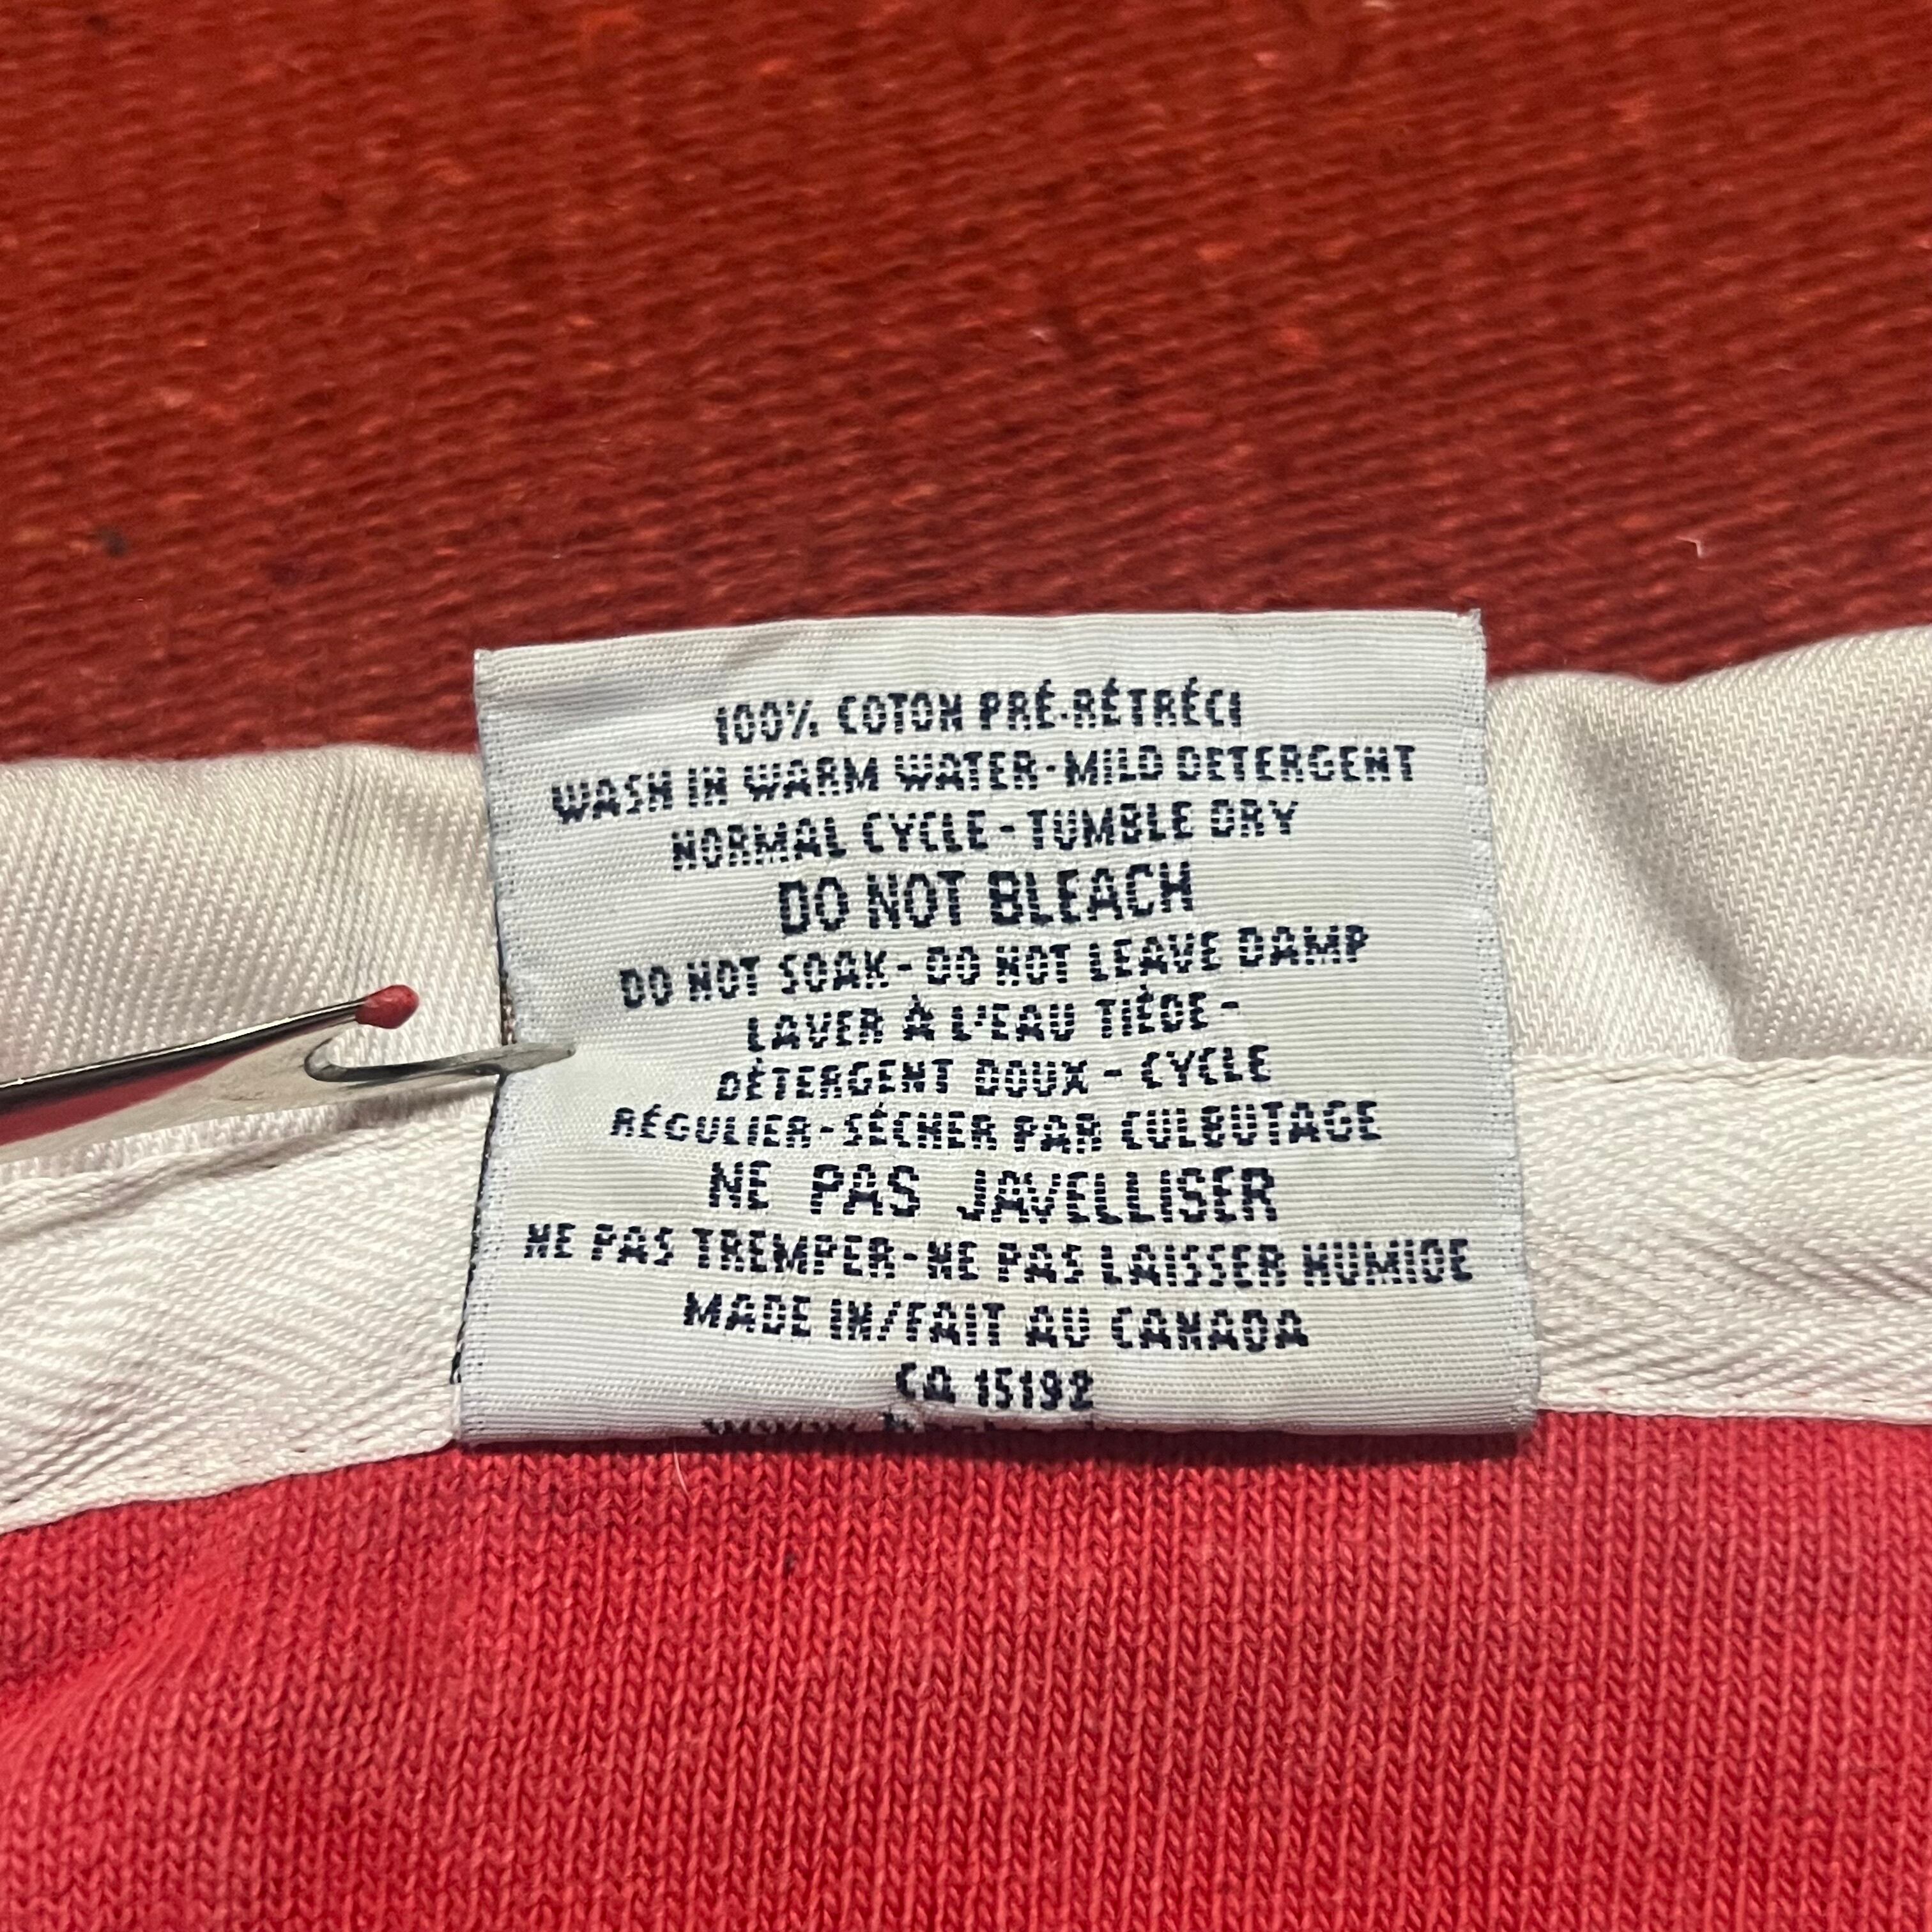 100% COTON PRÉ-RÉTRÉCI
WASH IN WARM WATER-MILD DETERGENT
NORMAL CYCLE-TUMBLE DRY
DO NOT BLEACH
DO NOT SOAK-DO NOT LEAVE DAMP
LAVER À L'EAU TIÈDE-
DÈTERGENT DOUX-CYCLE
RÉGULIER-SÉCHER PAR CULBUTAGE
NE PAS JAVELLISER
NE PAS TREMPER-NE PAS LAISSER HUMIDE
MADE IN/FAIT AU CANADA
CA 15192